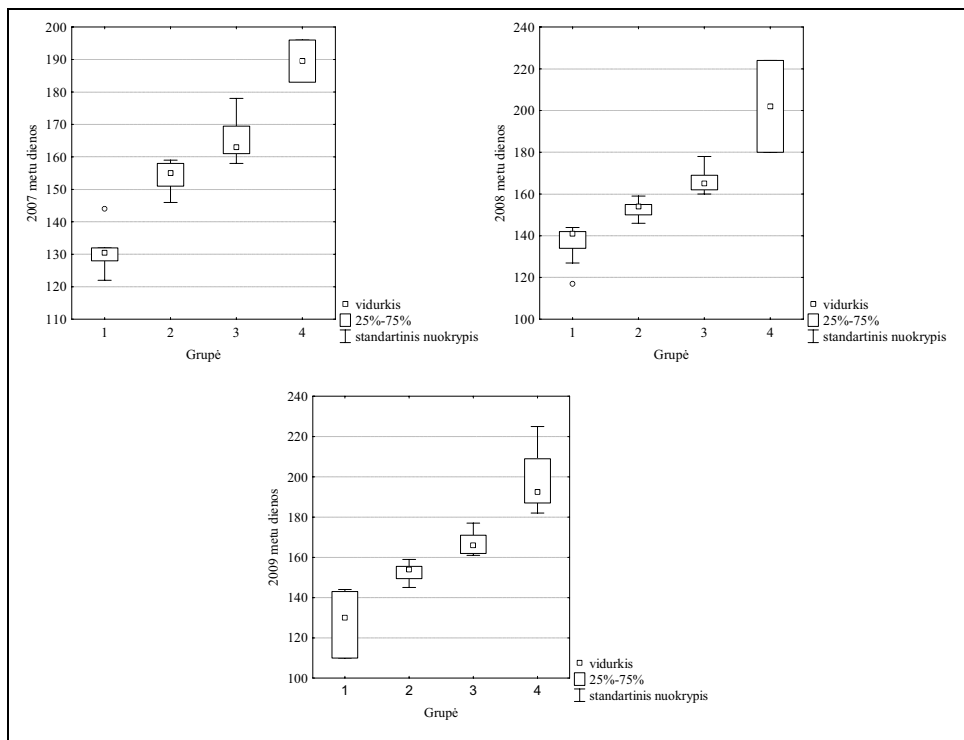 200
190
180
170
160
150
140
130
120
110
2007 metu dienos
1 2 3 4
Grupė
vidurkis
25%-75%
standartinis nuokrypis
240
220
200
180
160
140
120
100
2008 metu dienos
1 2 3 4
Grupė
vidurkis
25%-75%
standartinis nuokrypis
240
220
200
180
160
140
120
100
2009 metu dienos
1 2 3 4
Grupė
vidurkis
25%-75%
standartinis nuokrypis